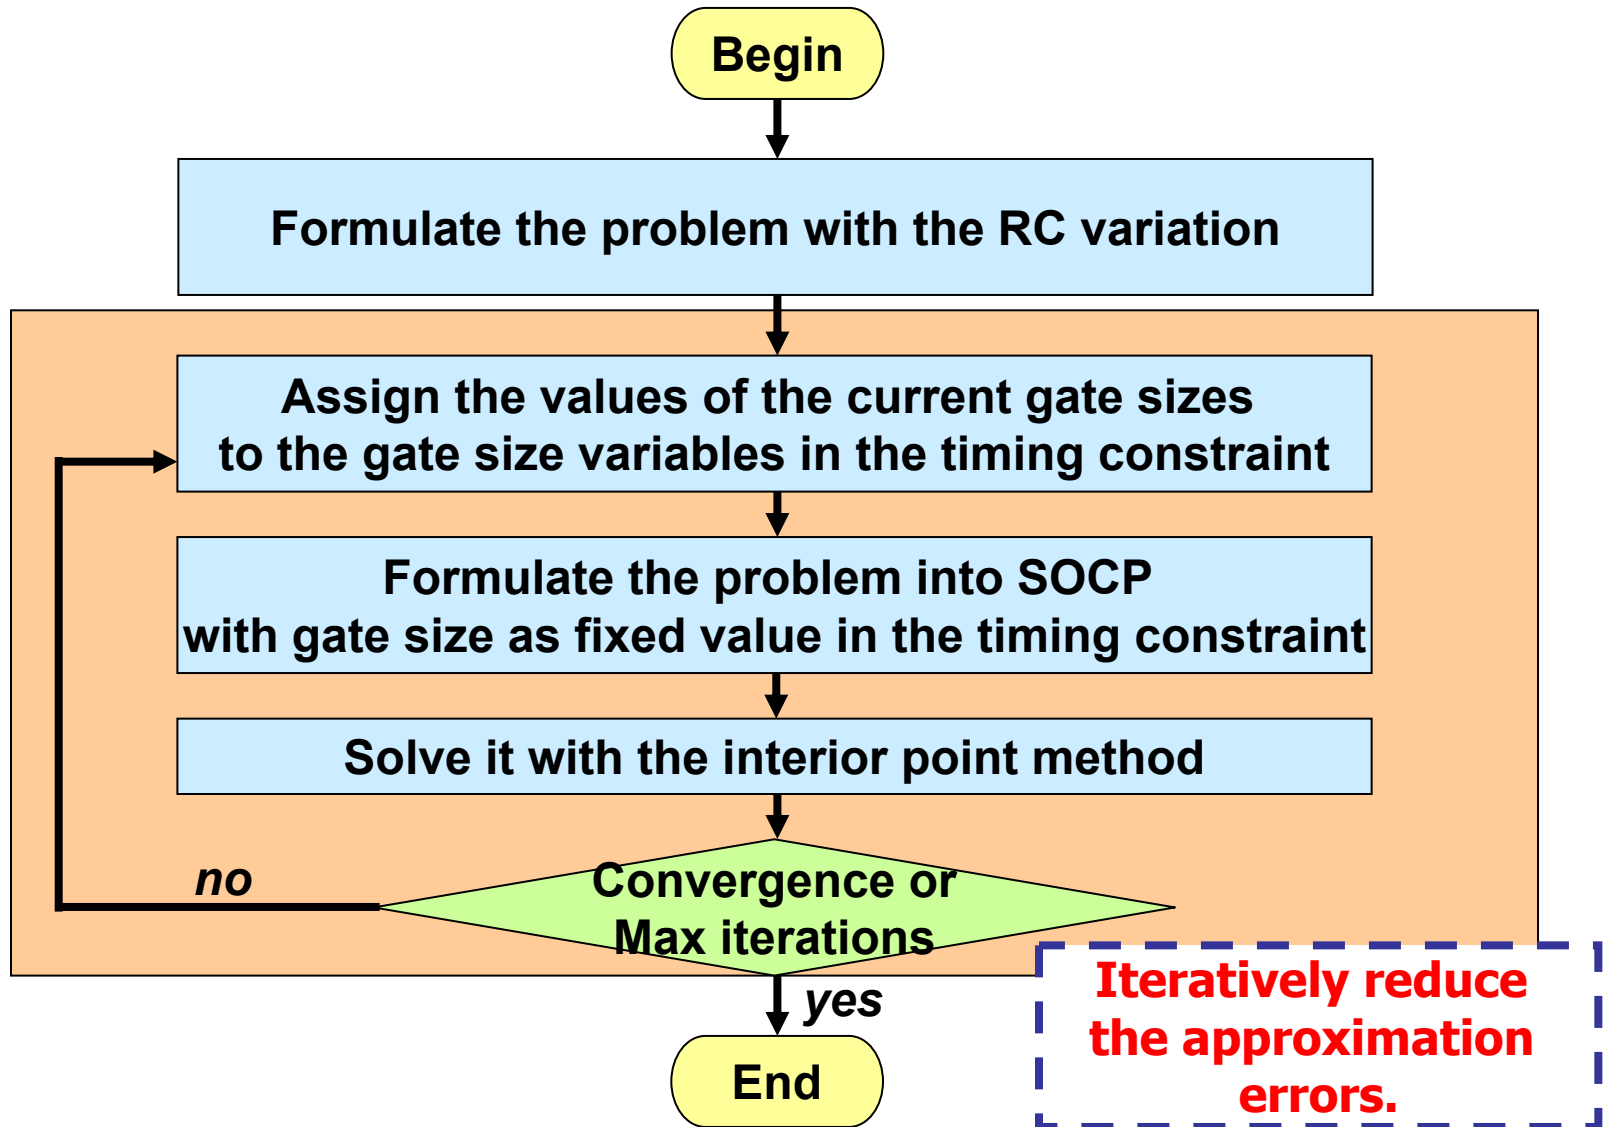 Begin
Formulate the problem with the RC variation
Assign the values of the current gate sizes
to the gate size variables in the timing constraint
Formulate the problem into SOCP
with gate size as fixed value in the timing constraint
Solve it with the interior point method
no
Convergence or
Max iterations
yes
End
Iteratively reduce
the approximation
errors.